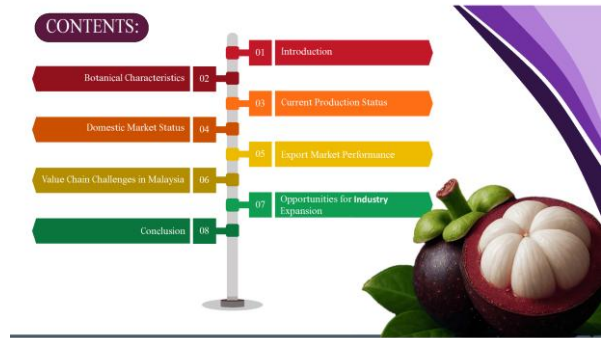 CONTENTS:
01 Introduction
Botanical Characteristics 02
03 Current Production Status
Domestic Market Status 04
05 Export Market Performance
Value Chain Challenges in Malaysia 06
07 Opportunities for Industry
Expansion
Conclusion 08